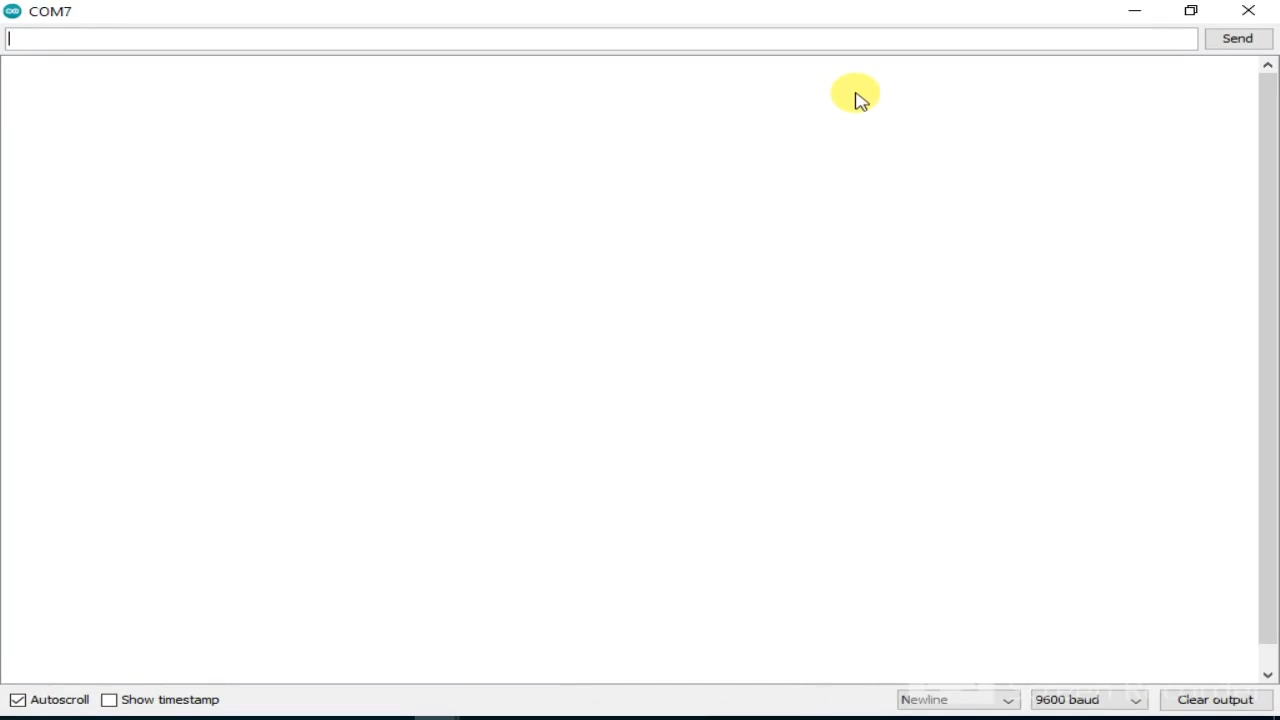 COM7
Send
Autoscroll
Show timestamp
Newline
9600 baud
Clear output